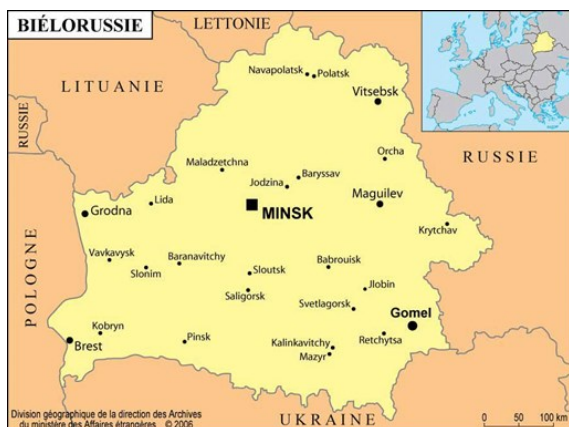 BIÉLORUSSIE
LETTONIE
LITUANIE
RUSSIE
RUSSIE
POLOGNE
UKRAINE
Navapolatsk
Polatsk
Vitsebsk
Orcha
Maladzetchna
Baryssav
Jodzina
Lida
MINSK
Maguilev
Grodna
Krytchav
Vavkavysk
Baranavitchy
Slonim
Sloutsk
Babrouisk
Saligorsk
Jlobin
Svetlagorsk
Gomel
Kobryn
Brest
Pinsk
Kalinkavitchy
Retchytsa
Mazyr
Division géographique de la direction des Archives
du ministère des Affaires étrangères © 2006
0 50 100 km